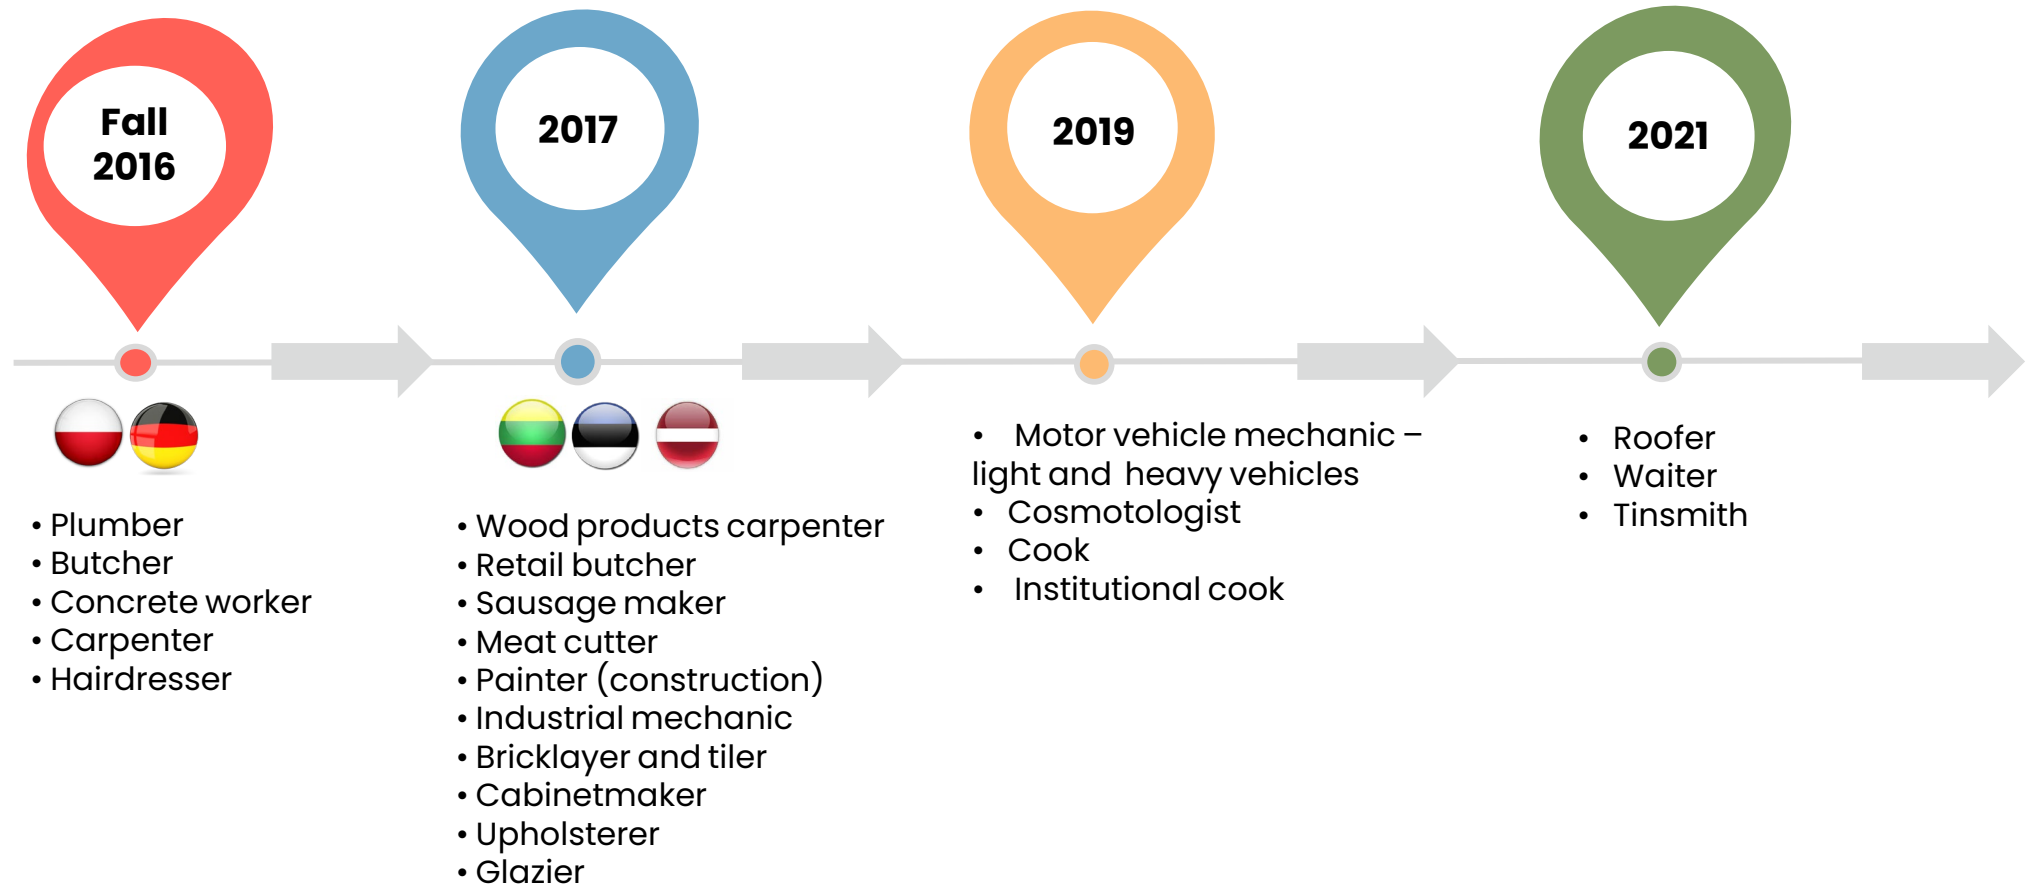 Fall
2016
2017
2019
2021
• Plumber
• Butcher
• Concrete worker
• Carpenter
• Hairdresser
• Wood products carpenter
• Retail butcher
• Sausage maker
• Meat cutter
• Painter (construction)
• Industrial mechanic
• Bricklayer and tiler
• Cabinetmaker
• Upholsterer
• Glazier
• Motor vehicle mechanic –
light and heavy vehicles
• Cosmotologist
• Cook
• Institutional cook
• Roofer
• Waiter
• Tinsmith